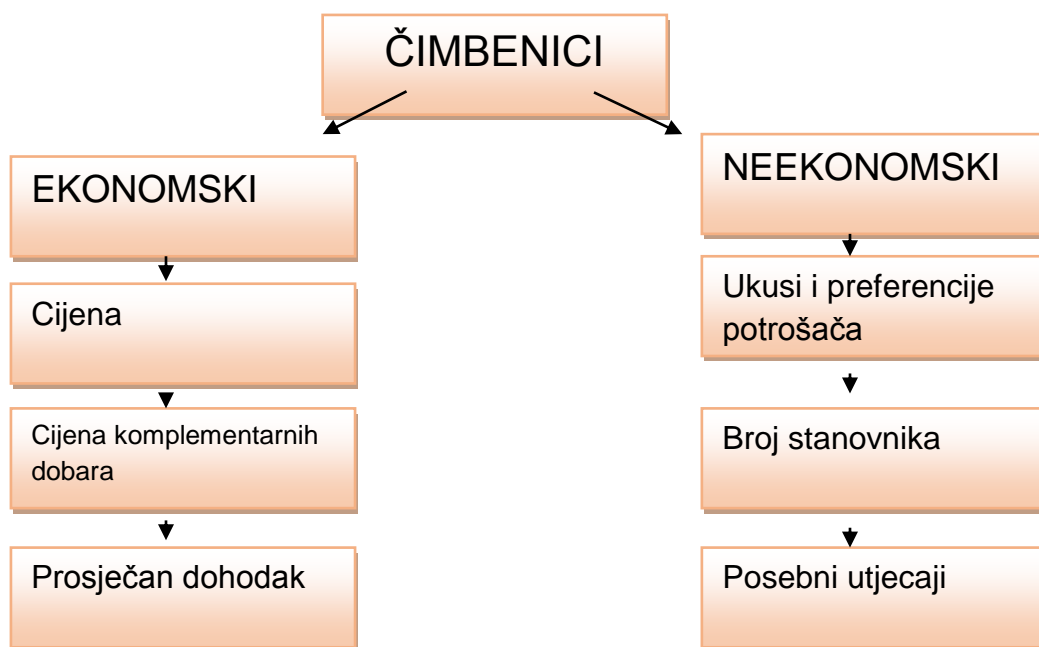 ČIMBENICI
EKONOMSKI
Cijena
Cijena komplementarnih
dobara
Prosječan dohodak
NEEKONOMSKI
Ukusi i preferencije
potrošača
Broj stanovnika
Posebni utjecaji